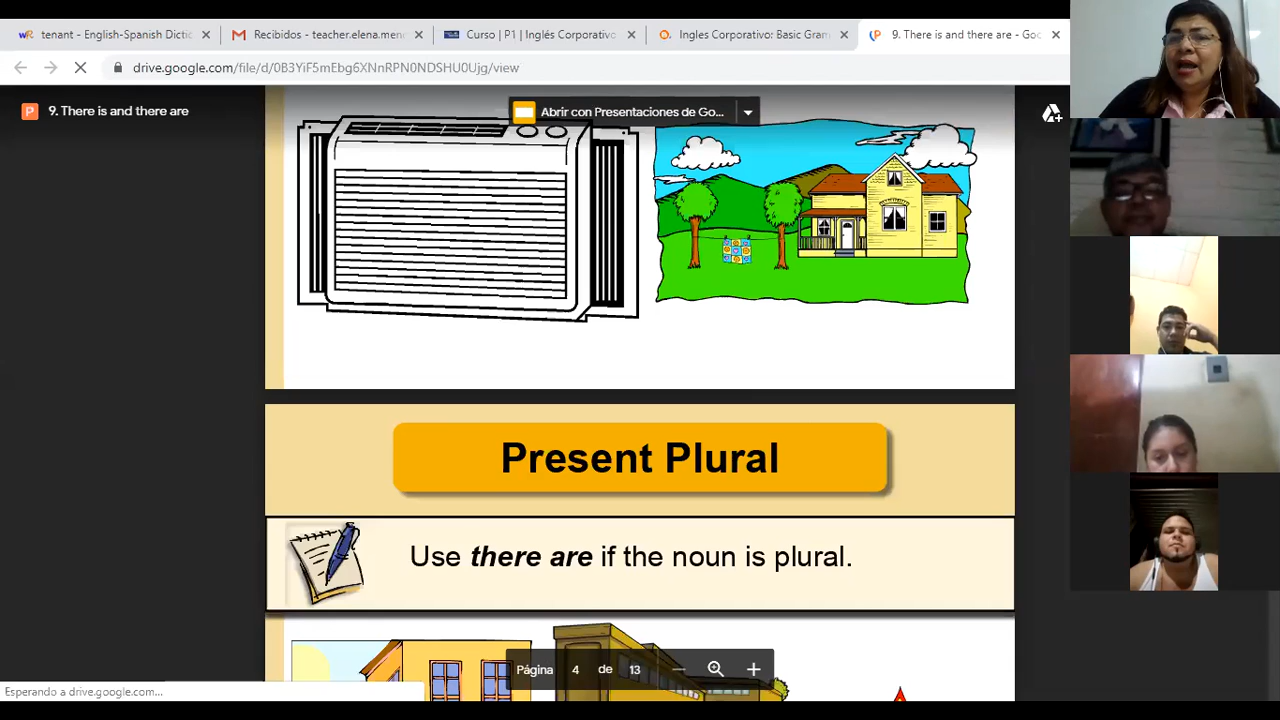 tenant - English-Spanish Dictio
Recibidos - teacher.elena.mend
Curso | P1 | Inglés Corporativo:
Ingles Corporativo: Basic Gram
9. There is and there are - Goo
drive.google.com/file/d/0B3YiF5mEbg6XNnRPN0NDSHU0Ujg/view
9. There is and there are
Abrir con Presentaciones de Go...
Present Plural
Use there are if the noun is plural.
Página 4 de 13
Esperando a drive.google.com...